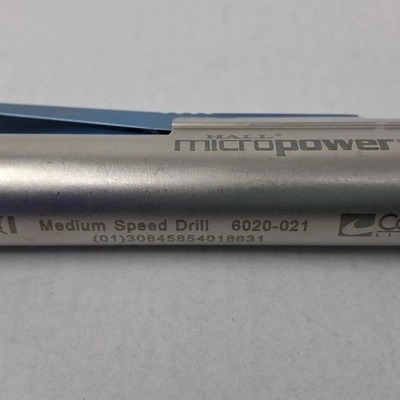 HALL
micropower
Medium Speed Drill 6020-021
(01)30845854018631